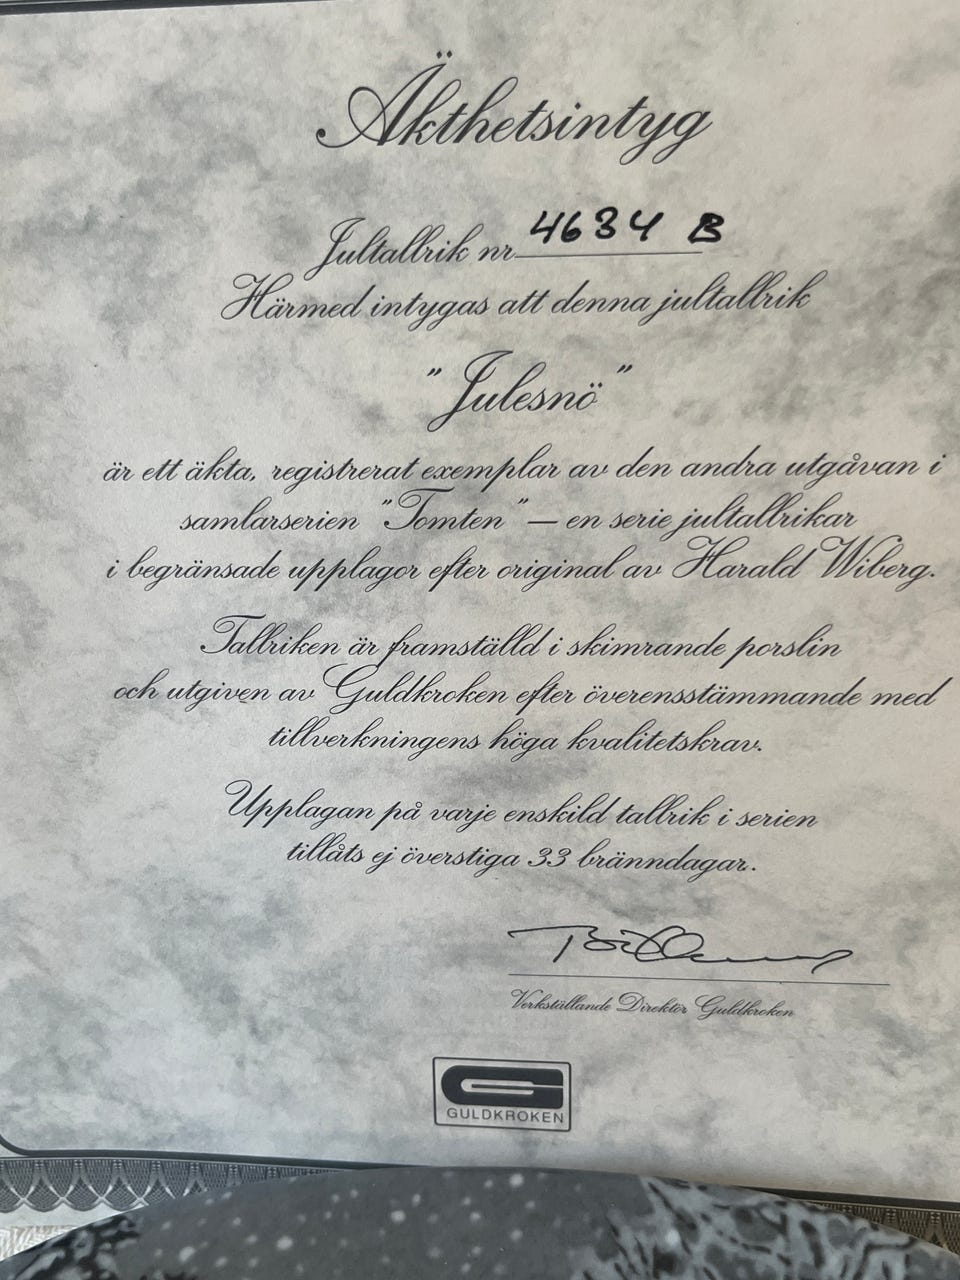 Äkthetsintyg
Jultallrik nr 4634 B
Härmed intygas att denna jultallrik
"Julesnö"
är ett äkta, registrerat exemplar av den andra utgåvan i
samlarserien "Tomten" — en serie jultallrikar
i begränsade upplagor efter original av Harald Wiberg.
Tallriken är framställd i skimrande porslin
och utgiven av Guldkroken efter överensstämmande med
tillverkningens höga kvalitetskrav.
Upplagan på varje enskild tallrik i serien
tillåts ej överstiga 33 bränndagar.
Verkställande Direktör Guldkroken
GULDKROKEN